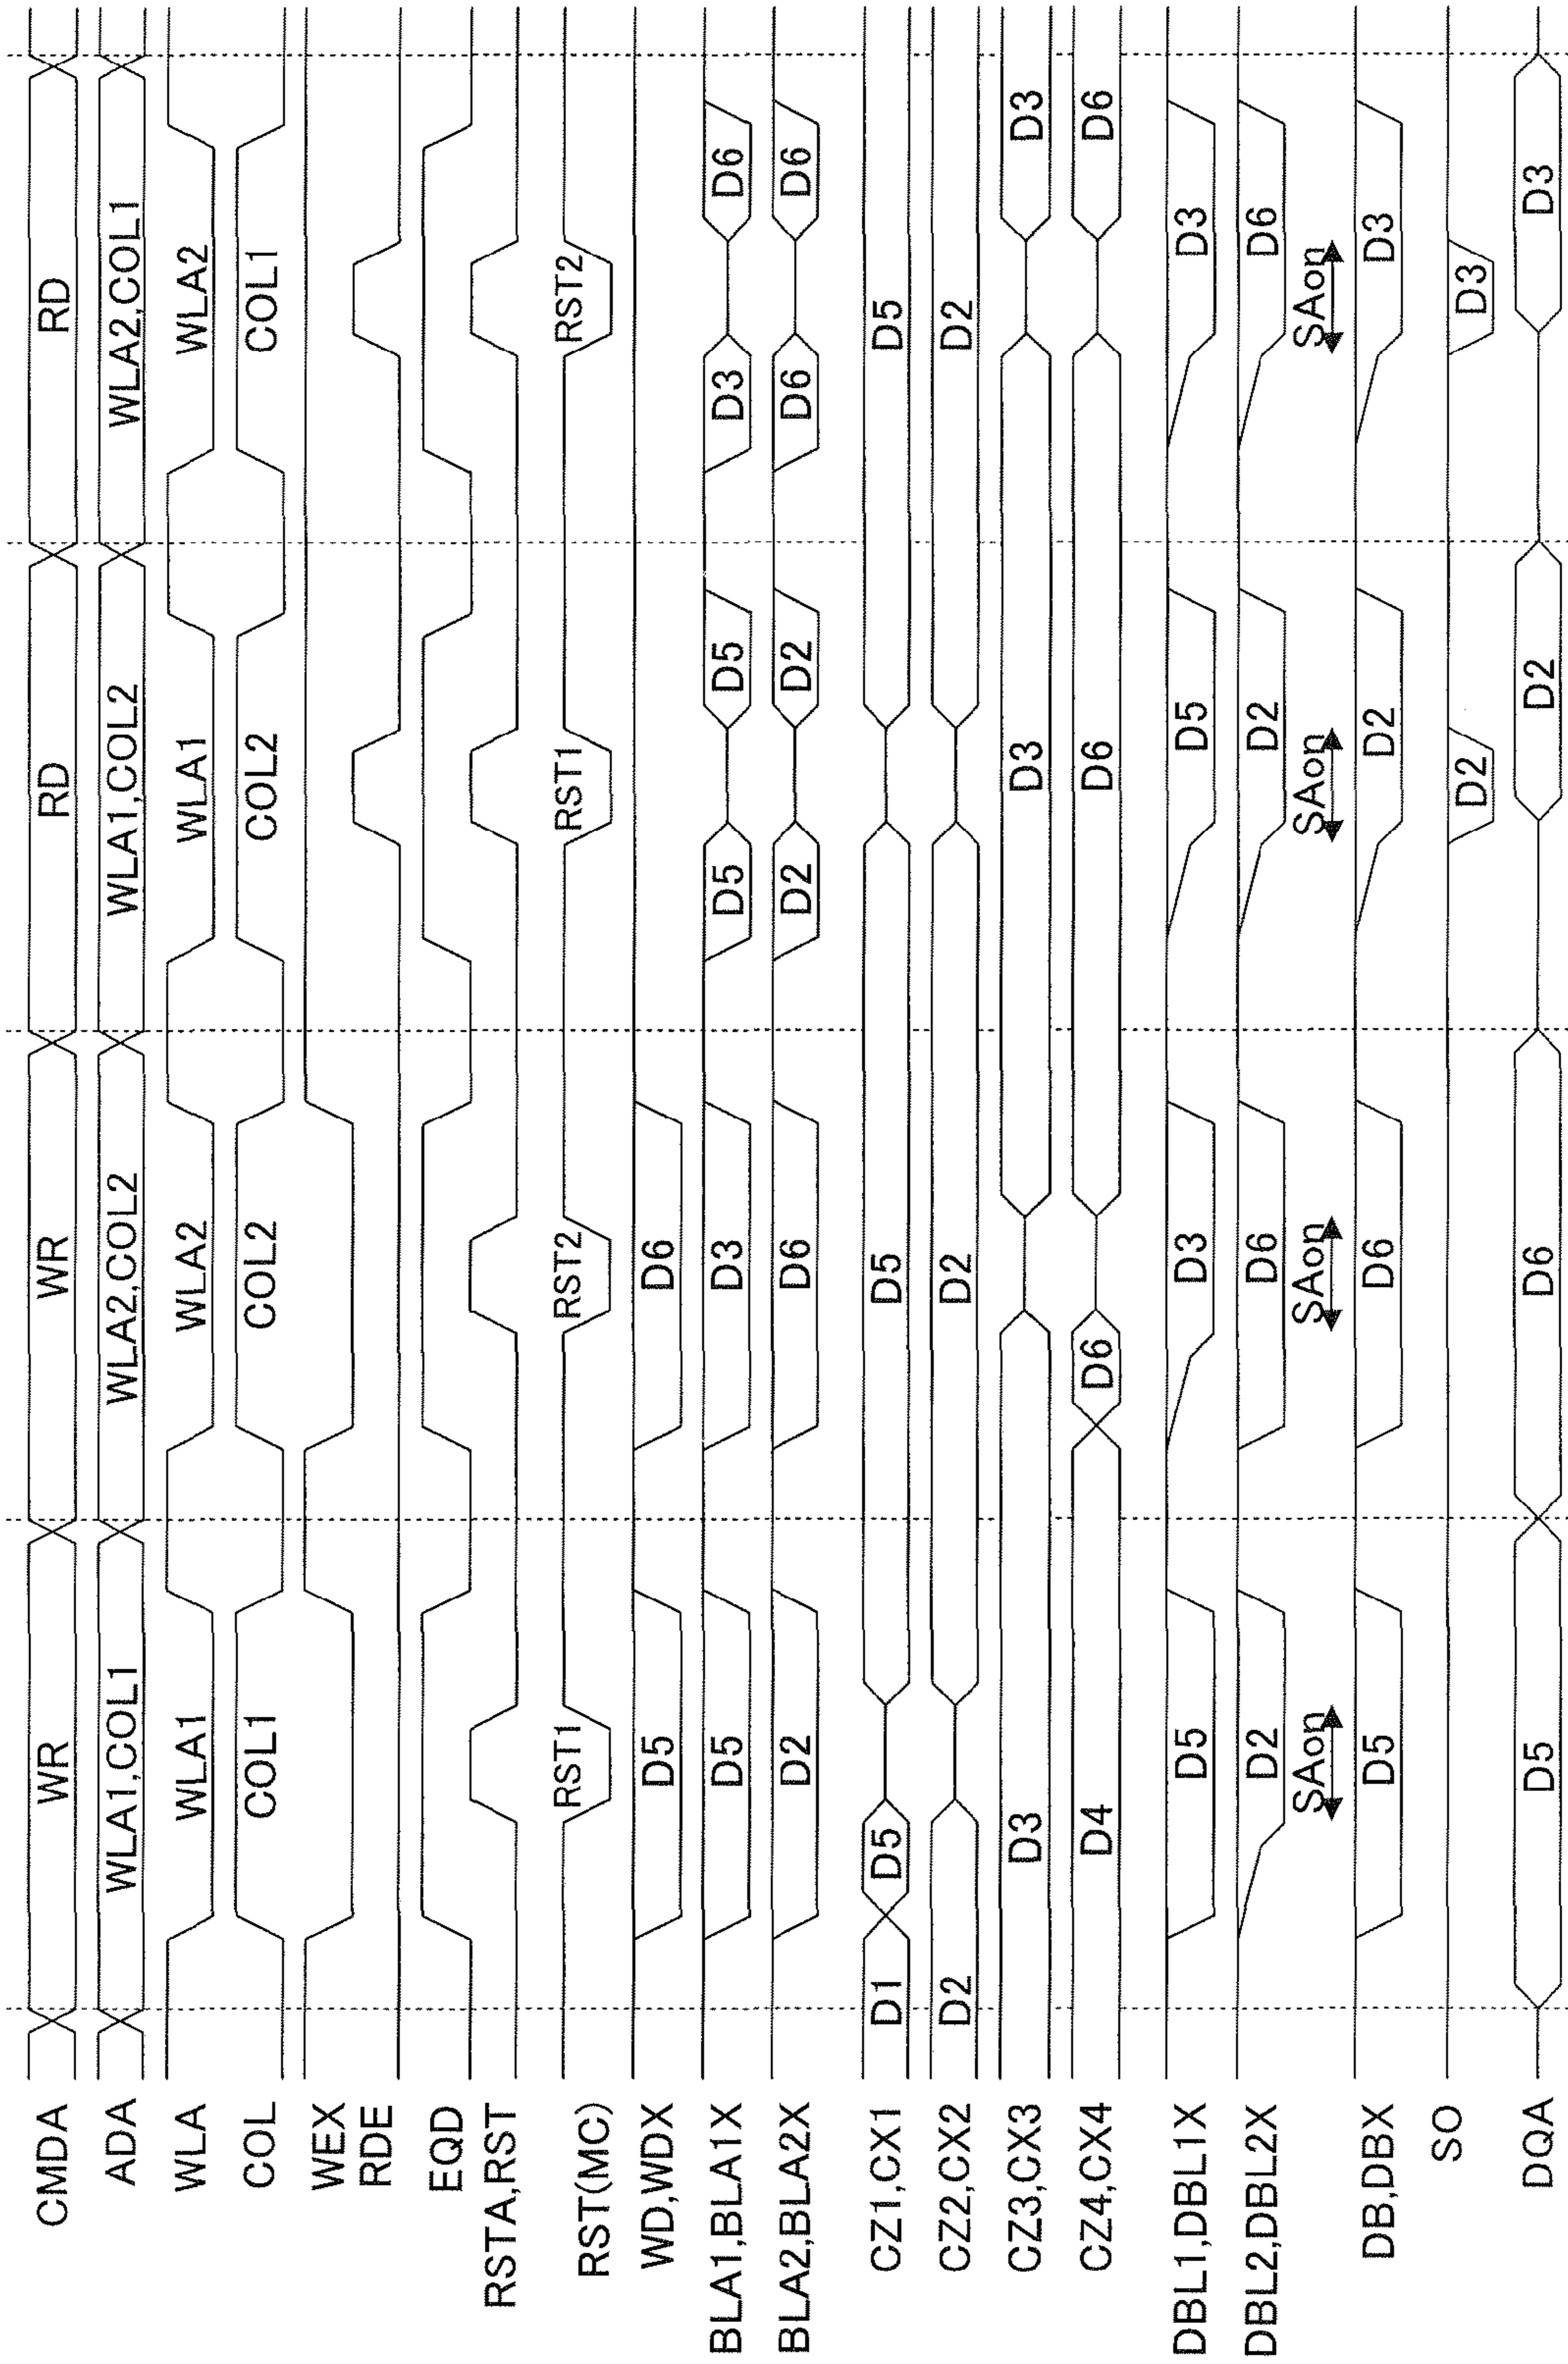 CMDA WR WR RD RD
ADA WLA1,COL1 WLA2,COL2 WLA1,COL2 WLA2,COL1
WLA WLA1 WLA2 WLA1 WLA2
COL COL1 COL2 COL2 COL1
WEX
RDE
EQD
RSTA,RST
RST(MC) RST1 RST2 RST1 RST2
WD,WDX D5 D6
BLA1,BLA1X D5 D3 D5 D5 D3 D6
BLA2,BLA2X D2 D6 D2 D2 D6 D6
CZ1,CX1 D1 D5 D5 D5
CZ2,CX2 D2 D2 D2
CZ3,CX3 D3 D3 D3
CZ4,CX4 D4 D6 D6 D6
DBL1,DBL1X D5 D3 D5 D3
DBL2,DBL2X D2 D6 D2 D6
SAon SAon SAon SAon
DB,DBX D5 D6 D2 D3
SO D2 D3
DQA D5 D6 D2 D3